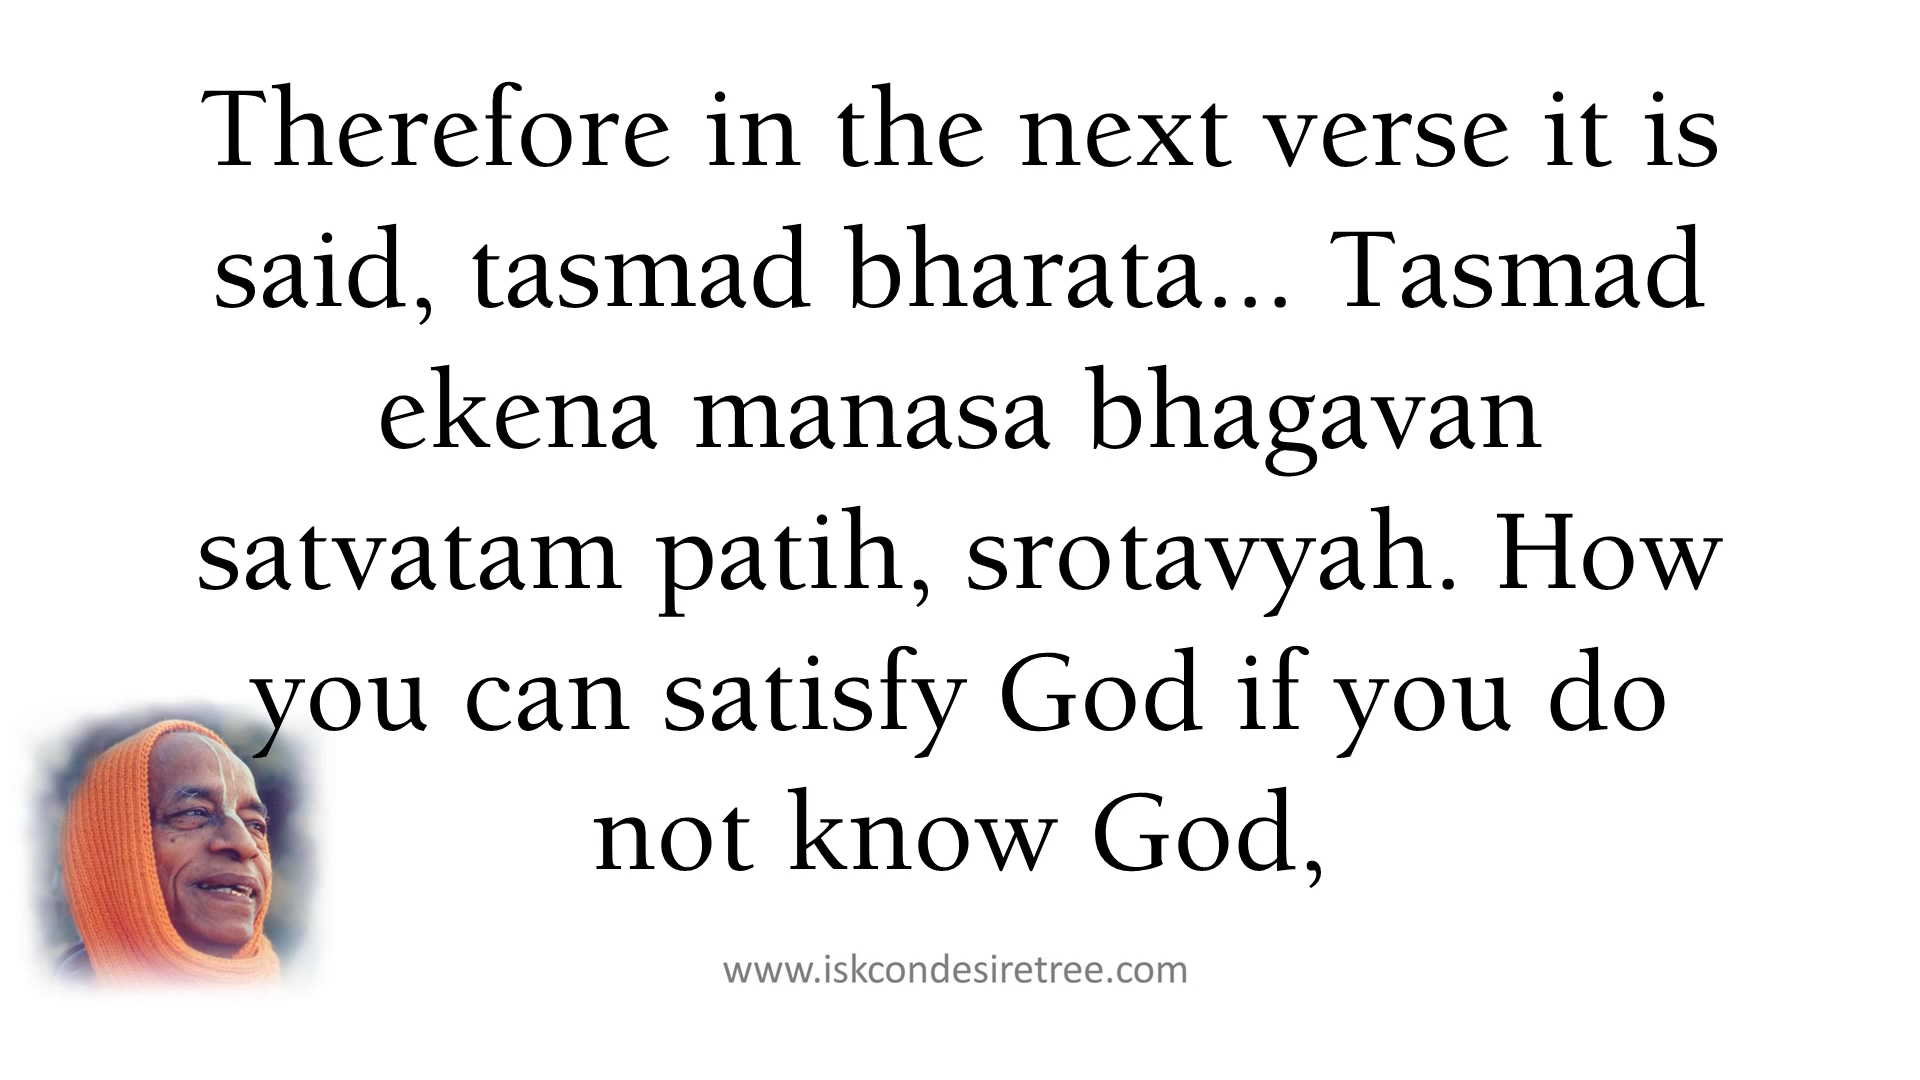 Therefore in the next verse it is
said, tasmad bharata... Tasmad
ekena manasa bhagavan
satvatam patih, srotavyah. How
you can satisfy God if you do
not know God,
www.iskcondesiretree.com